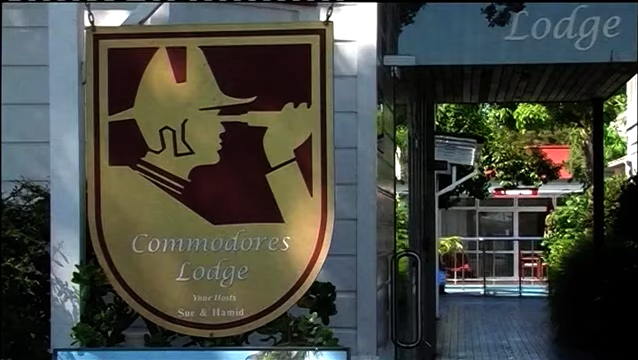 Lodge
Commodores
Lodge
Your Hosts
Sue & Hamid